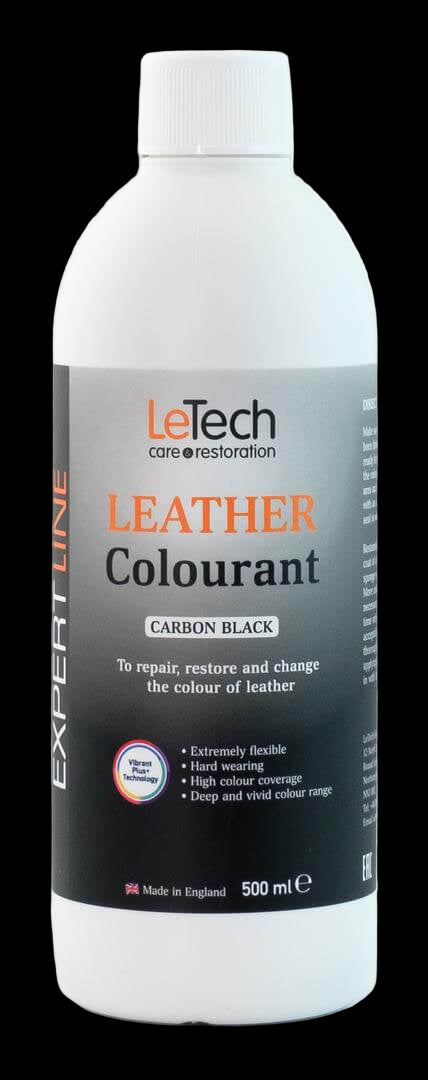 LeTech
care & restoration
EXPERT LINE
LEATHER
Colourant
CARBON BLACK
To repair, restore and change
the colour of leather
Vibrant
Plus+
Technology
• Extremely flexible
• Hard wearing
• High colour coverage
• Deep and vivid colour range
Made in England
500 ml e
EAC